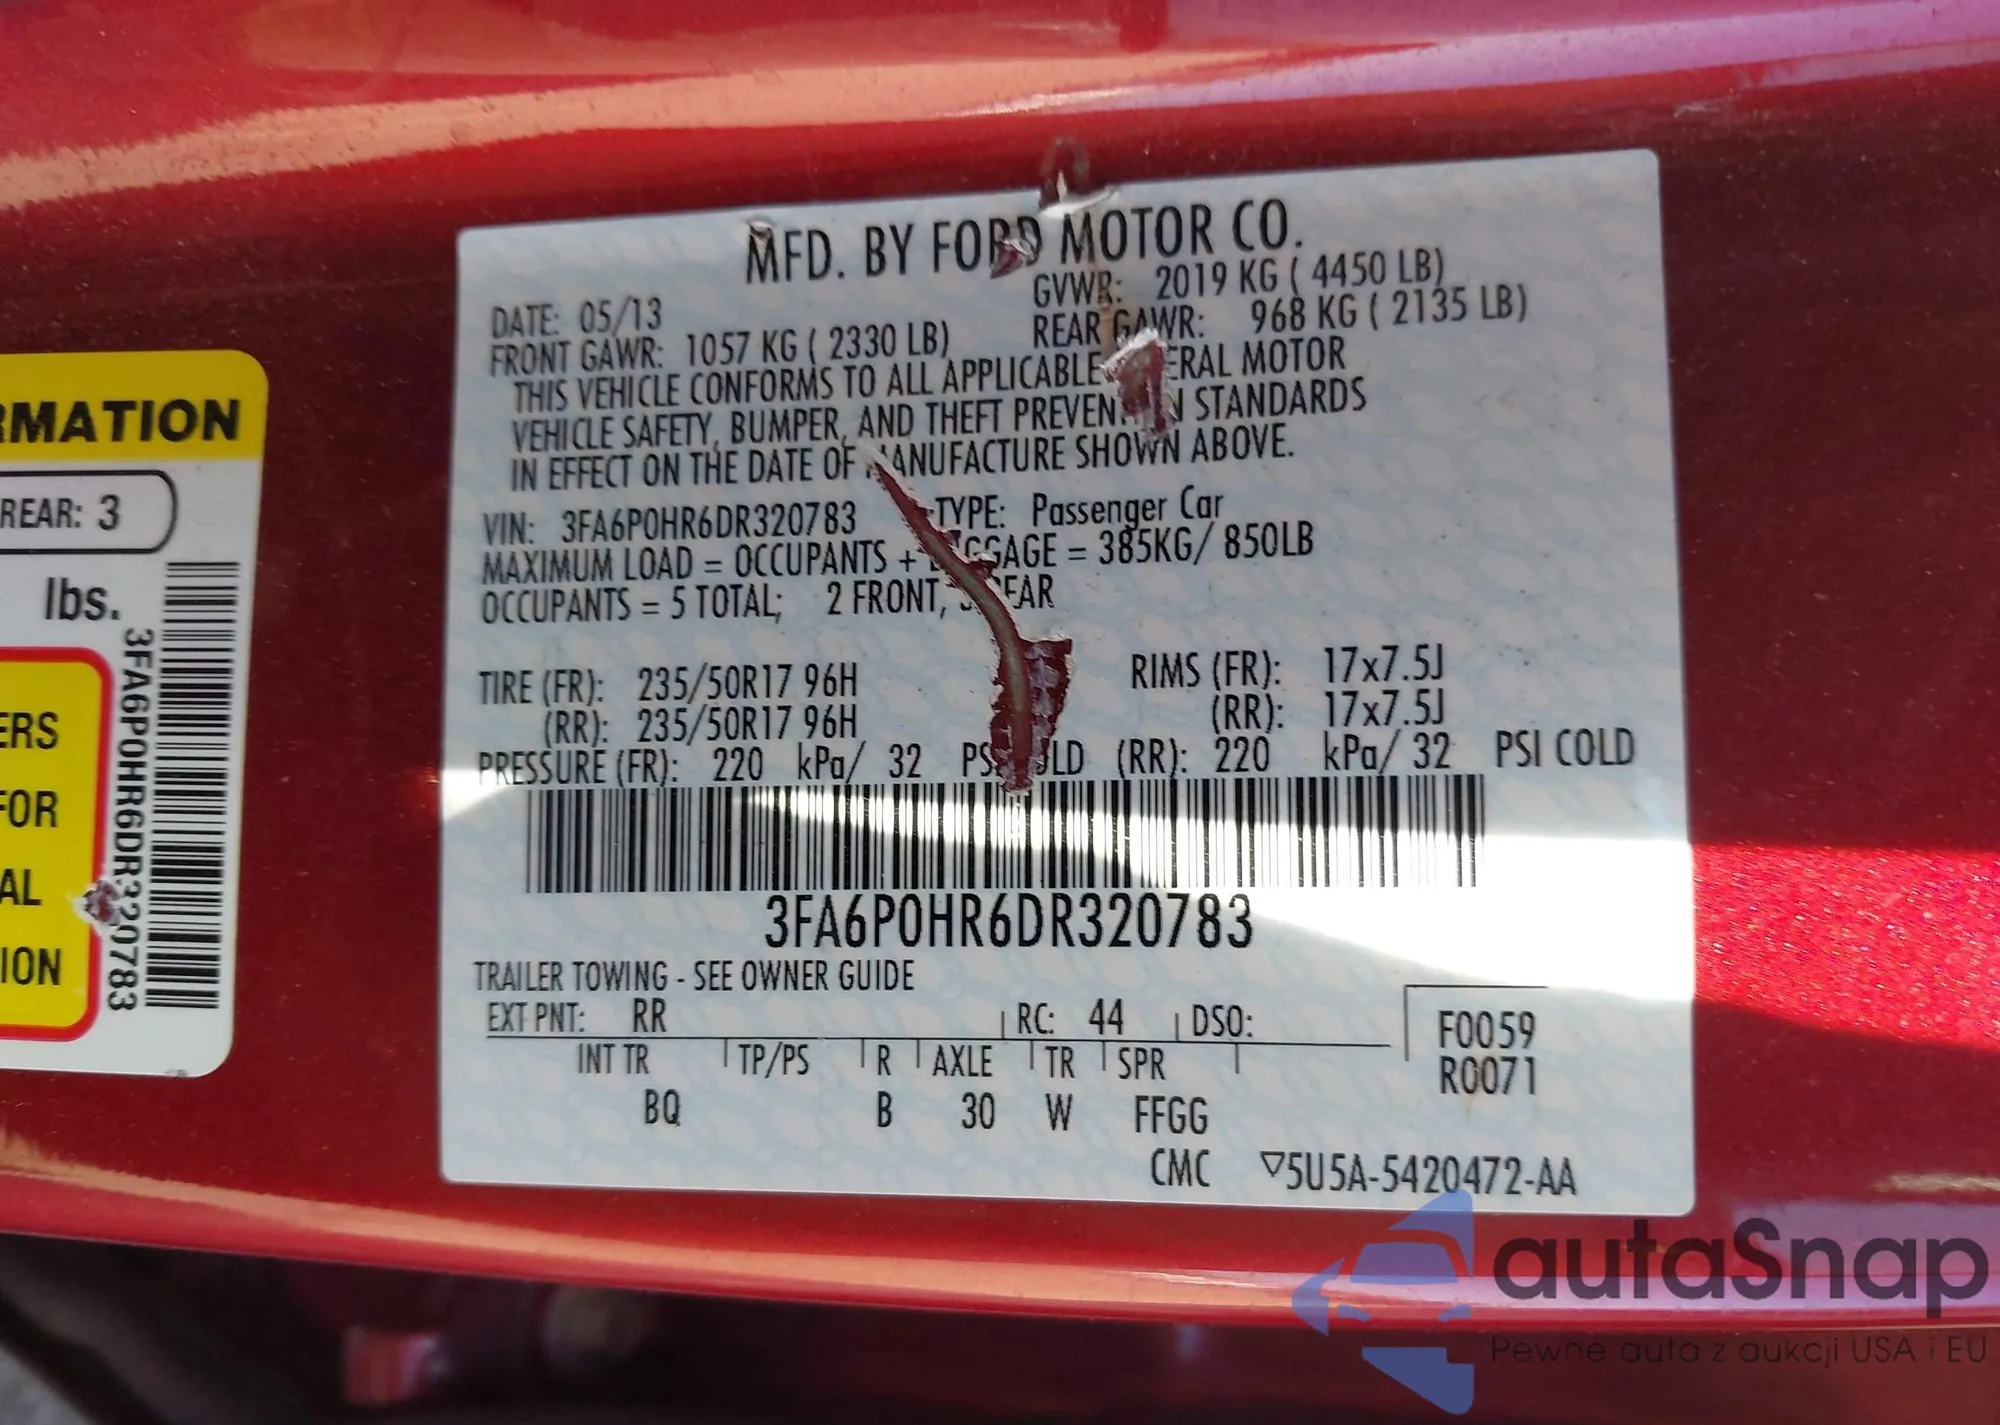 RMATION
REAR: 3
lbs.
3FA6P0HR6DR320783
ERS
FOR
AL
ION
MFD. BY FORD MOTOR CO.
DATE: 05/13
GVWR: 2019 KG ( 4450 LB)
FRONT GAWR: 1057 KG ( 2330 LB)
REAR GAWR: 968 KG ( 2135 LB)
THIS VEHICLE CONFORMS TO ALL APPLICABLE ERAL MOTOR
VEHICLE SAFETY, BUMPER, AND THEFT PREVEN N STANDARDS
IN EFFECT ON THE DATE OF MANUFACTURE SHOWN ABOVE.
VIN: 3FA6P0HR6DR320783 TYPE: Passenger Car
MAXIMUM LOAD = OCCUPANTS + GGAGE = 385KG/ 850LB
OCCUPANTS = 5 TOTAL; 2 FRONT, EAR
TIRE (FR): 235/50R17 96H RIMS (FR): 17x7.5J
(RR): 235/50R17 96H (RR): 17x7.5J
PRESSURE (FR): 220 kPa/ 32 PS LD (RR): 220 kPa/ 32 PSI COLD
3FA6P0HR6DR320783
TRAILER TOWING - SEE OWNER GUIDE
EXT PNT: RR RC: 44 DSO:
F0059
R0071
INT TR TP/PS R AXLE TR SPR
BQ B 30 W FFGG
CMC ▽5U5A-5420472-AA
autaSnap
Pewne auta z aukcji USA i EU